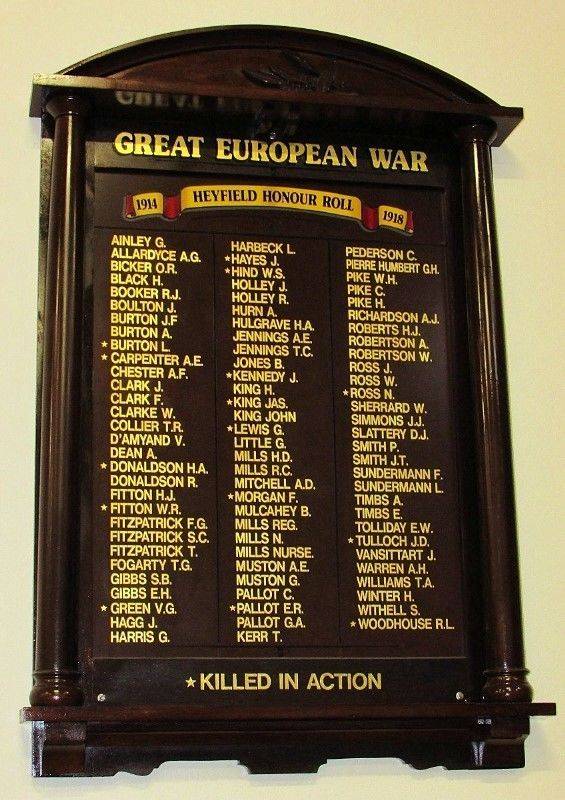 GREAT EUROPEAN WAR
1914 HEYFIELD HONOUR ROLL 1918
AINLEY G.
ALLARDYCE A.G.
BICKER O.R.
BLACK H.
BOOKER R.J.
BOULTON J.
BURTON J.F
BURTON A.
* BURTON L.
* CARPENTER A.E.
CHESTER A.F.
CLARK J.
CLARK F.
CLARKE W.
COLLIER T.R.
D'AMYAND V.
DEAN A.
* DONALDSON H.A.
DONALDSON R.
FITTON H.J.
* FITTON W.R.
FITZPATRICK F.G.
FITZPATRICK S.C.
FITZPATRICK T.
FOGARTY T.G.
GIBBS S.B.
GIBBS E.H.
* GREEN V.G.
HAGG J.
HARRIS G.
HARBECK L.
* HAYES J.
* HIND W.S.
HOLLEY J.
HOLLEY R.
HURN A.
HULGRAVE H.A.
JENNINGS A.E.
JENNINGS T.C.
JONES B.
* KENNEDY J.
KING H.
* KING JAS.
KING JOHN
* LEWIS G.
LITTLE G.
MILLS H.D.
MILLS R.C.
MITCHELL A.D.
* MORGAN F.
MULCAHEY B.
MILLS REG.
MILLS N.
MILLS NURSE.
MUSTON A.E.
MUSTON G.
PALLOT C.
* PALLOT E.R.
PALLOT G.A.
KERR T.
PEDERSON C.
PIERRE HUMBERT G.H.
PIKE W.H.
PIKE C.
PIKE H.
RICHARDSON A.J.
ROBERTS H.J.
ROBERTSON A.
ROBERTSON W.
ROSS J.
ROSS W.
* ROSS N.
SHERRARD W.
SIMMONS J.J.
SLATTERY D.J.
SMITH P.
SMITH J.T.
SUNDERMANN F.
SUNDERMANN L.
TIMBS A.
TIMBS E.
TOLLIDAY E.W.
* TULLOCH J.D.
VANSITTART J.
WARREN A.H.
WILLIAMS T.A.
WINTER H.
WITHELL S.
* WOODHOUSE R.L.
* KILLED IN ACTION